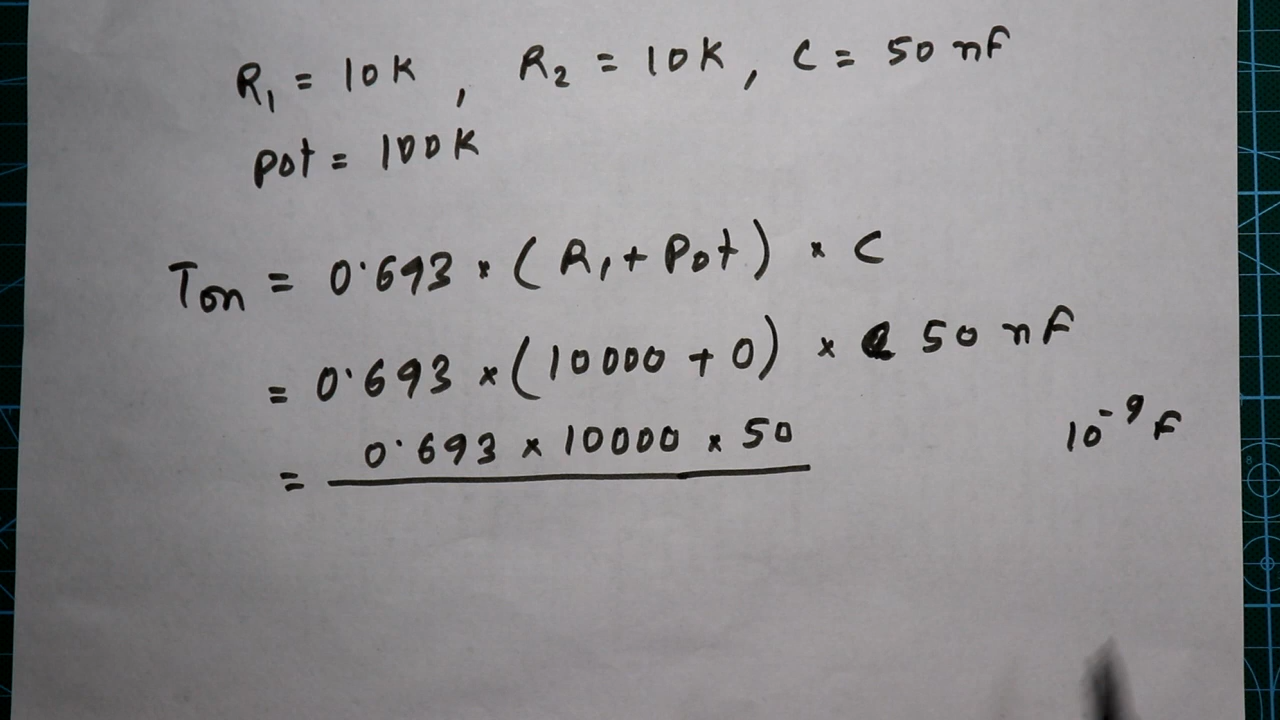 R₁ = 10K , R₂ = 10K , C = 50 nF
Pot = 100K
Ton = 0.693 × ( R₁ + Pot ) × C
= 0.693 × ( 10000 + 0 ) × 50 nF
10⁻⁹ F
= 0.693 × 10000 × 50